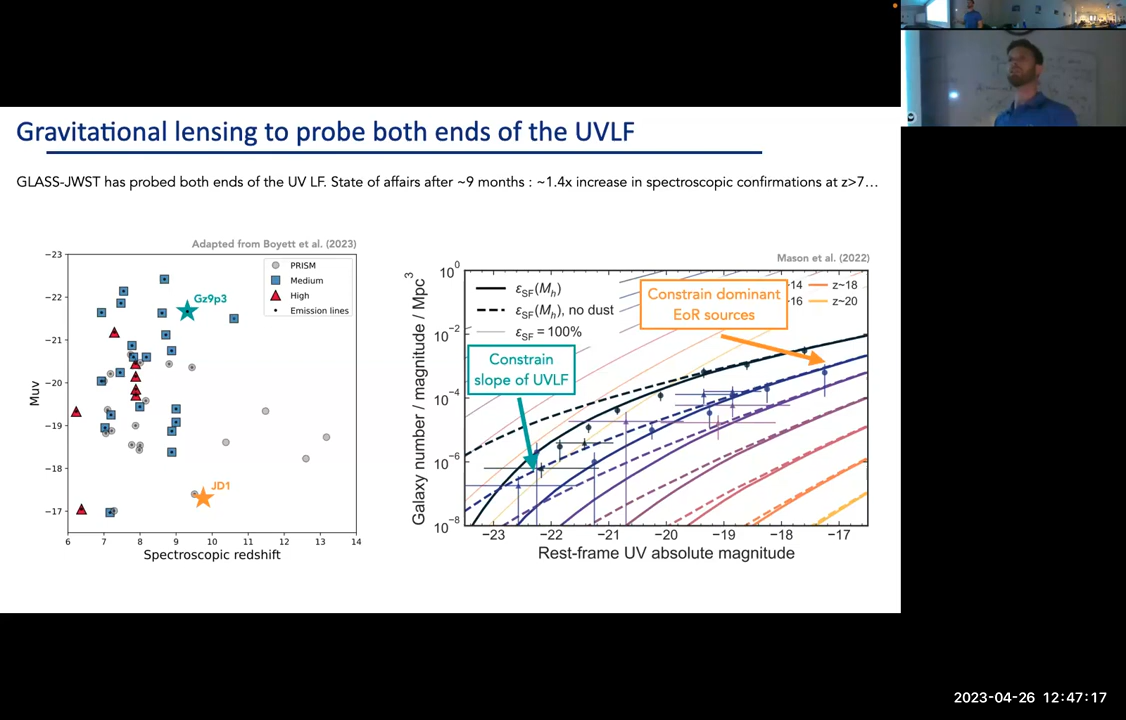 Gravitational lensing to probe both ends of the UVLF
GLASS-JWST has probed both ends of the UV LF. State of affairs after ~9 months : ~1.4x increase in spectroscopic confirmations at z>7…
Adapted from Boyett et al. (2023)
−23
−22
−21
−20
−19
−18
−17
Muv
PRISM
Medium
High
Emission lines
Gz9p3
JD1
6 7 8 9 10 11 12 13 14
Spectroscopic redshift
Mason et al. (2022)
Galaxy number / magnitude / Mpc³
10⁰
10⁻²
10⁻⁴
10⁻⁶
10⁻⁸
εSF(Mh)
εSF(Mh), no dust
εSF = 100%
14 z~18
16 z~20
Constrain dominant
EoR sources
Constrain
slope of UVLF
−23 −22 −21 −20 −19 −18 −17
Rest-frame UV absolute magnitude
2023-04-26 12:47:17